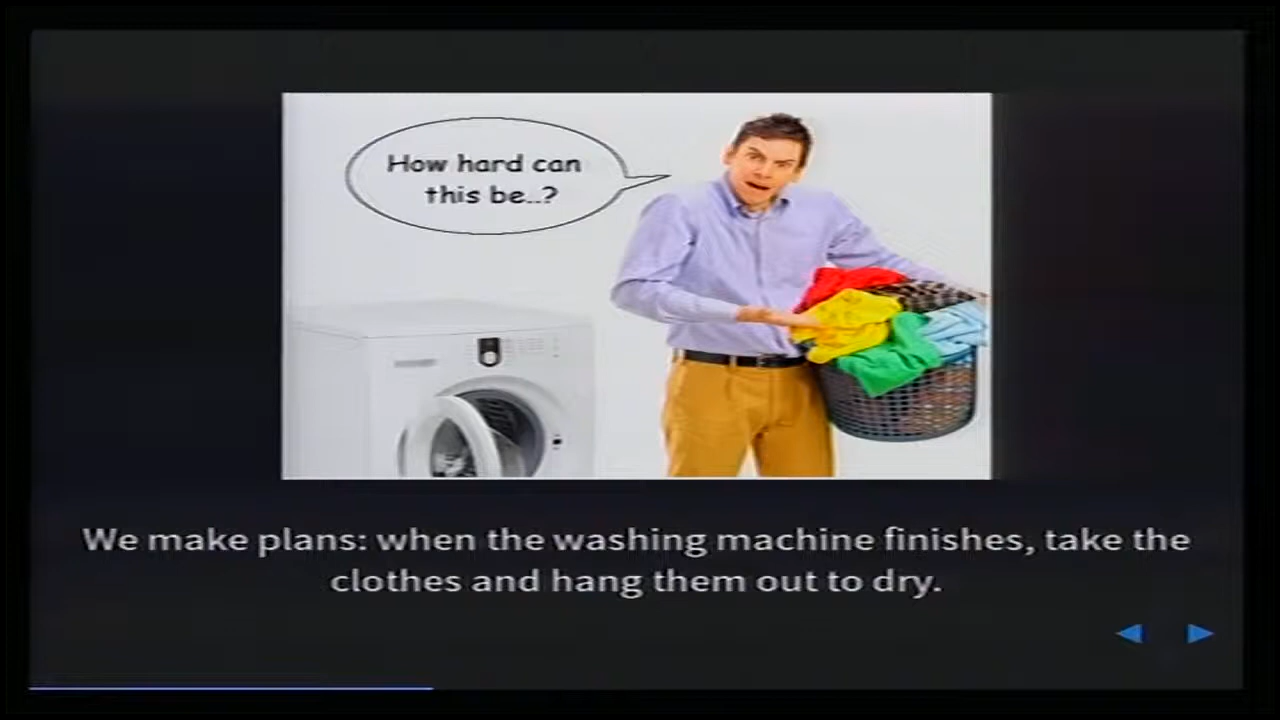 How hard can
this be..?
We make plans: when the washing machine finishes, take the
clothes and hang them out to dry.